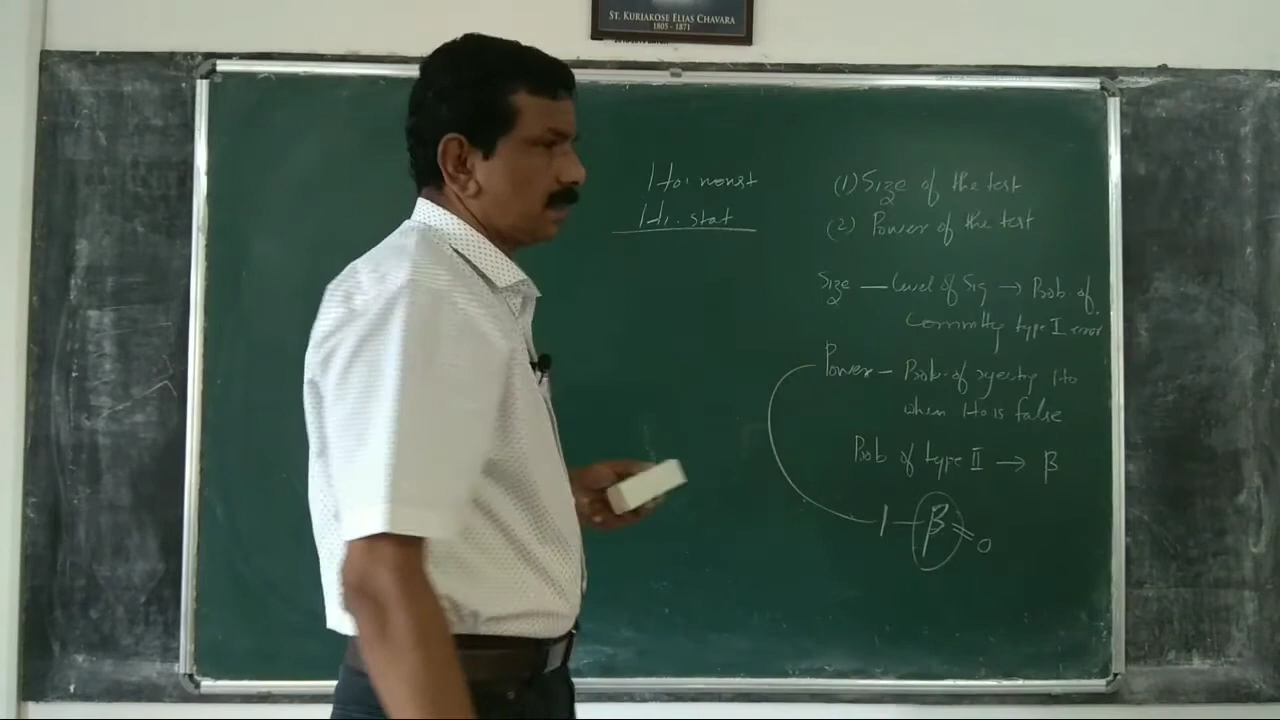 ST. KURIAKOSE ELIAS CHAVARA
1805 - 1871
H₀: nonst
H₁: stat
(1) Size of the test
(2) Power of the test
Size — Level of Sig → Prob. of
Committg type I error
Power – Prob. of rejectig H₀
when H₀ is false
Prob of type II → β
1 – β = 0